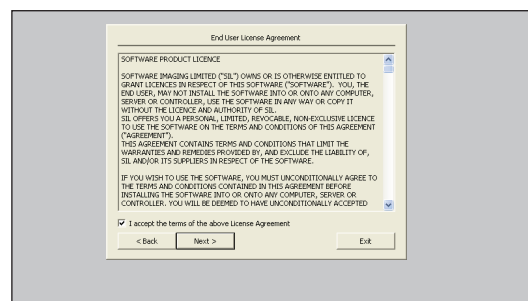 End User License Agreement
SOFTWARE PRODUCT LICENCE
SOFTWARE IMAGING LIMITED ("SIL") OWNS OR IS OTHERWISE ENTITLED TO
GRANT LICENCES IN RESPECT OF THIS SOFTWARE ("SOFTWARE"). YOU, THE
END USER, MAY NOT INSTALL THE SOFTWARE INTO OR ONTO ANY COMPUTER,
SERVER OR CONTROLLER, USE THE SOFTWARE IN ANY WAY OR COPY IT
WITHOUT THE LICENCE AND AUTHORITY OF SIL.
SIL OFFERS YOU A PERSONAL, LIMITED, REVOCABLE, NON-EXCLUSIVE LICENCE
TO USE THE SOFTWARE ON THE TERMS AND CONDITIONS OF THIS AGREEMENT
("AGREEMENT").
THIS AGREEMENT CONTAINS TERMS AND CONDITIONS THAT LIMIT THE
WARRANTIES AND REMEDIES PROVIDED BY, AND EXCLUDE THE LIABILITY OF,
SIL AND/OR ITS SUPPLIERS IN RESPECT OF THE SOFTWARE.
IF YOU WISH TO USE THE SOFTWARE, YOU MUST UNCONDITIONALLY AGREE TO
THE TERMS AND CONDITIONS CONTAINED IN THIS AGREEMENT BEFORE
INSTALLING THE SOFTWARE INTO OR ONTO ANY COMPUTER, SERVER OR
CONTROLLER. YOU WILL BE DEEMED TO HAVE UNCONDITIONALLY ACCEPTED
I accept the terms of the above License Agreement
< Back Next > Exit